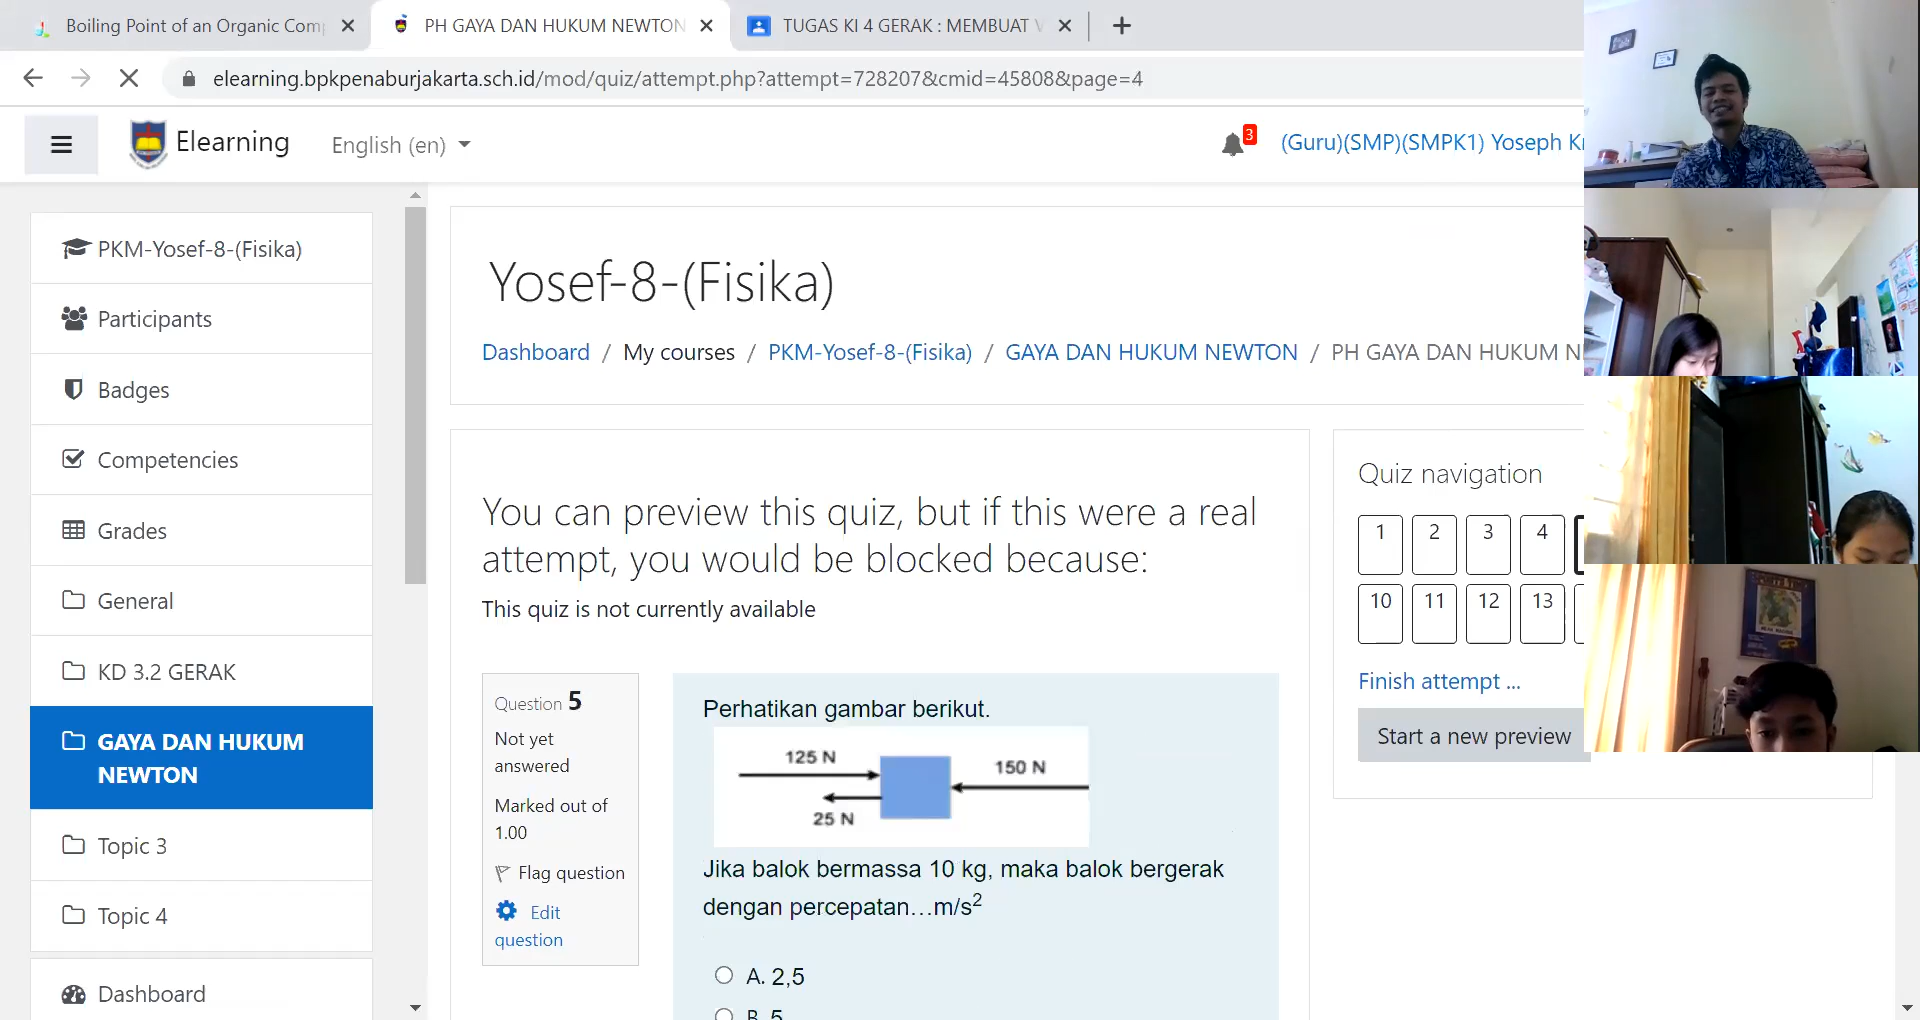 Boiling Point of an Organic Com
PH GAYA DAN HUKUM NEWTON
TUGAS KI 4 GERAK : MEMBUAT V
elearning.bpkpenaburjakarta.sch.id/mod/quiz/attempt.php?attempt=728207&cmid=45808&page=4
Elearning
English (en)
3
(Guru)(SMP)(SMPK1) Yoseph Kr
PKM-Yosef-8-(Fisika)
Participants
Badges
Competencies
Grades
General
KD 3.2 GERAK
GAYA DAN HUKUM
NEWTON
Topic 3
Topic 4
Dashboard
Yosef-8-(Fisika)
Dashboard / My courses / PKM-Yosef-8-(Fisika) / GAYA DAN HUKUM NEWTON / PH GAYA DAN HUKUM N
You can preview this quiz, but if this were a real
attempt, you would be blocked because:
This quiz is not currently available
Question 5
Not yet
answered
Marked out of
1.00
Flag question
Edit
question
Perhatikan gambar berikut.
125 N
150 N
25 N
Jika balok bermassa 10 kg, maka balok bergerak
dengan percepatan...m/s²
A. 2,5
B. 5
Quiz navigation
1 2 3 4
10 11 12 13
Finish attempt ...
Start a new preview